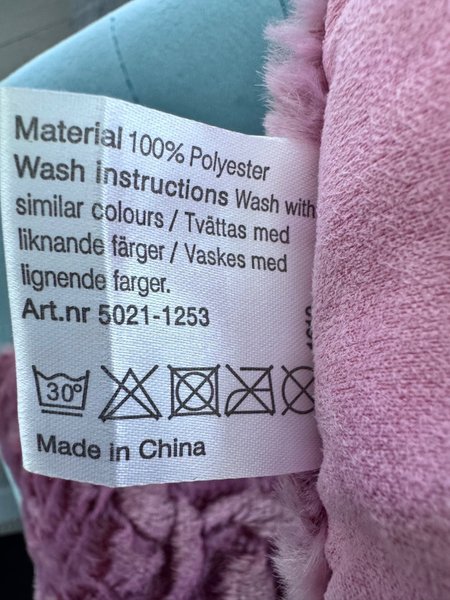 Material 100% Polyester
Wash instructions Wash with
similar colours / Tvättas med
liknande färger / Vaskes med
lignende farger.
Art.nr 5021-1253
30°
Made in China